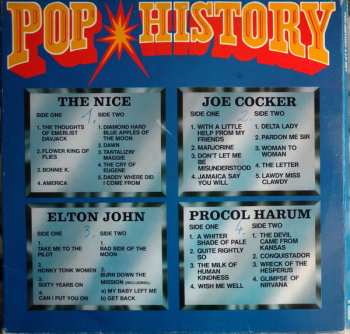 POP HISTORY
THE NICE
SIDE ONE
1. THE THOUGHTS
OF EMERLIST
DAVJACK
2. FLOWER KING OF
FLIES
3. BONNIE K.
4. AMERICA
1.
SIDE TWO
1. DIAMOND HARD
BLUE APPLES OF
THE MOON
2. DAWN
3. TANTALIZIN'
MAGGIE
4. THE CRY OF
EUGENE
5. DADDY WHERE DID
I COME FROM
JOE COCKER
SIDE ONE
1. WITH A LITTLE
HELP FROM MY
FRIENDS
2. MARJORINE
3. DON'T LET ME
BE
MISUNDERSTOOD
4. JAMAICA SAY
YOU WILL
2.
SIDE TWO
1. DELTA LADY
2. PARDON ME SIR
3. WOMAN TO
WOMAN
4. THE LETTER
5. LAWDY MISS
CLAWDY
ELTON JOHN
SIDE ONE
1.
TAKE ME TO THE
PILOT
2.
HONKY TONK WOMEN
3.
SIXTY YEARS ON
4.
CAN I PUT YOU ON
3.
SIDE TWO
1.
BAD SIDE OF THE
MOON
2.
BURN DOWN THE
MISSION (INCLUDING)
a) MY BABY LEFT ME
b) GET BACK
PROCOL HARUM
SIDE ONE
1. A WHITER
SHADE OF PALE
2. QUITE RIGHTLY
SO
3. THE MILK OF
HUMAN
KINDNESS
4. WISH ME WELL
4.
SIDE TWO
1. THE DEVIL
CAME FROM
KANSAS
2. CONQUISTADOR
3. WRECK OF THE
HESPERUS
4. GLIMPSE OF
NIRVANA